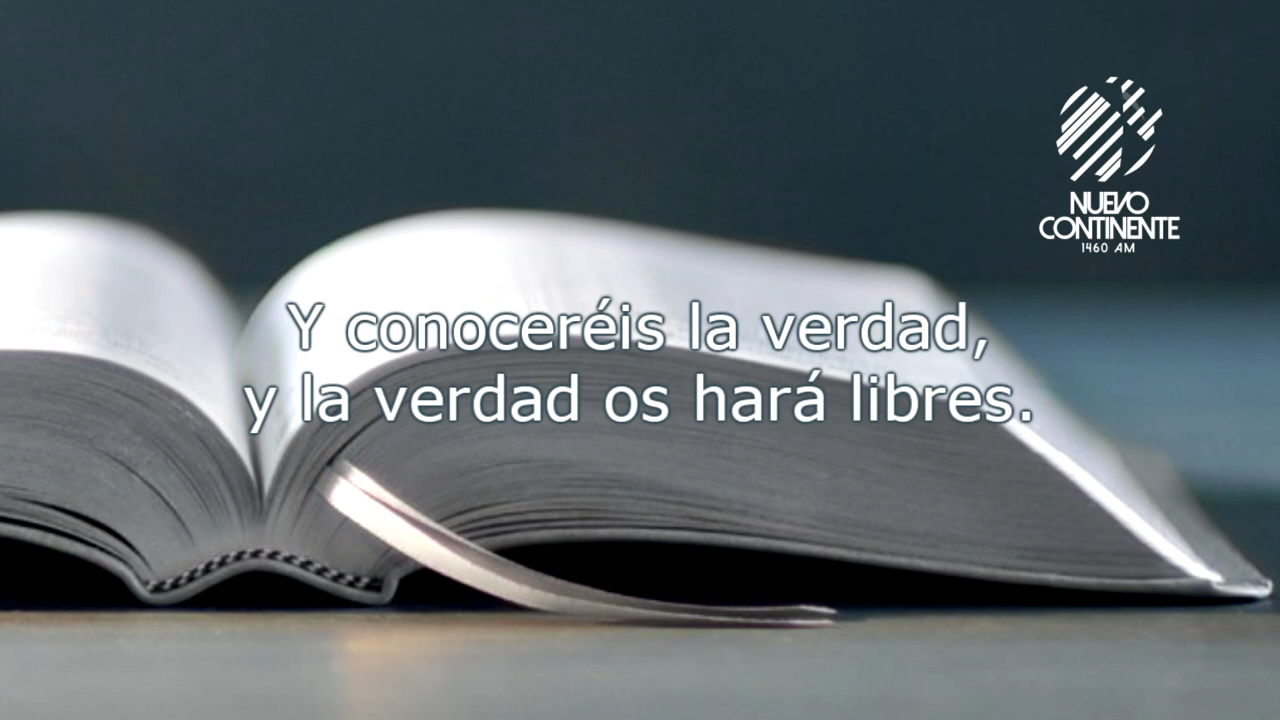 NUEVO
CONTINENTE
1460 AM
Y conoceréis la verdad,
y la verdad os hará libres.